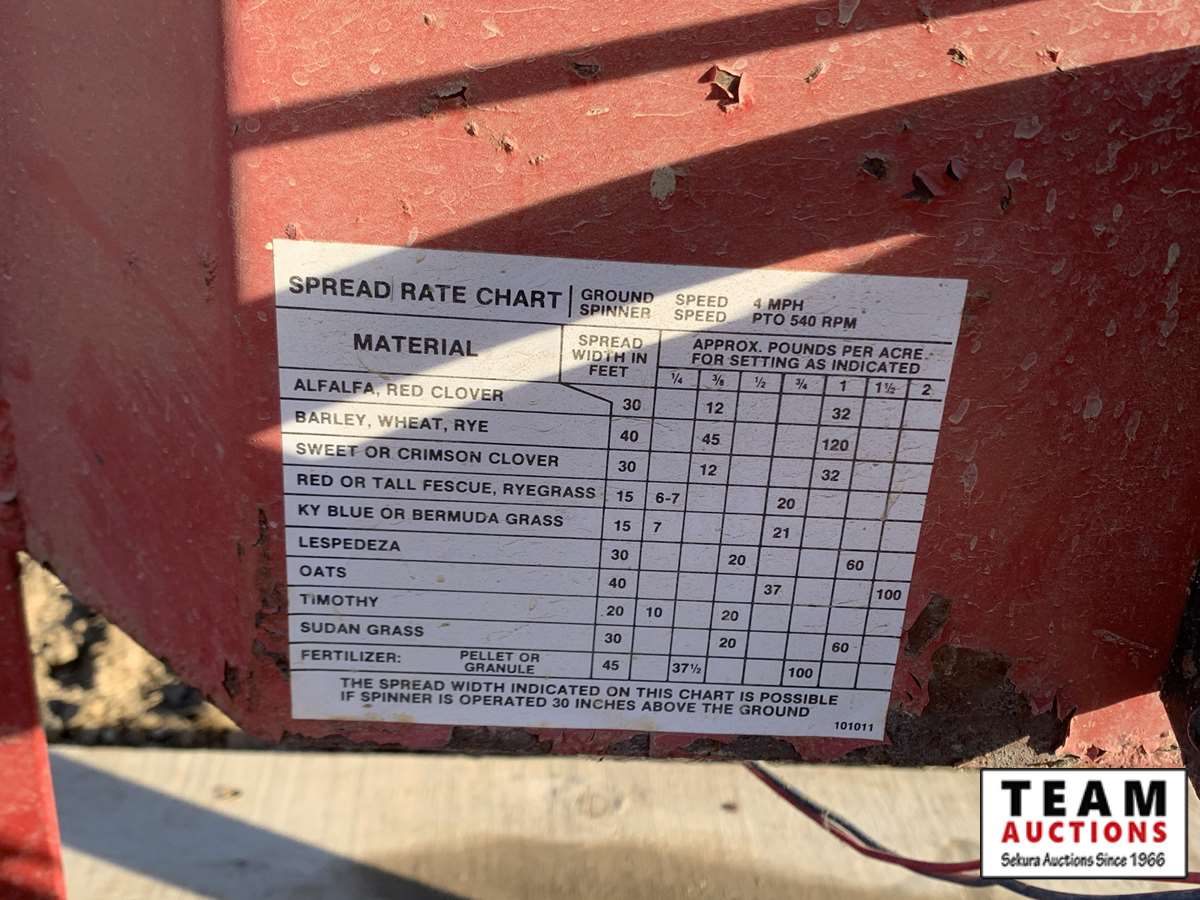 SPREAD RATE CHART GROUND SPEED 4 MPH
SPINNER SPEED PTO 540 RPM
MATERIAL
SPREAD WIDTH IN FEET
APPROX. POUNDS PER ACRE
FOR SETTING AS INDICATED
¼ ⅜ ½ ¾ 1 1½ 2
ALFALFA, RED CLOVER 30 12 32
BARLEY, WHEAT, RYE 40 45 120
SWEET OR CRIMSON CLOVER 30 12 32
RED OR TALL FESCUE, RYEGRASS 15 6-7 20
KY BLUE OR BERMUDA GRASS 15 7 21
LESPEDEZA 30 20 60
OATS 40 37 100
TIMOTHY 20 10 20
SUDAN GRASS 30 20 60
FERTILIZER: PELLET OR GRANULE 45 37½ 100
THE SPREAD WIDTH INDICATED ON THIS CHART IS POSSIBLE
IF SPINNER IS OPERATED 30 INCHES ABOVE THE GROUND
101011
TEAM
AUCTIONS
Sekura Auctions Since 1966